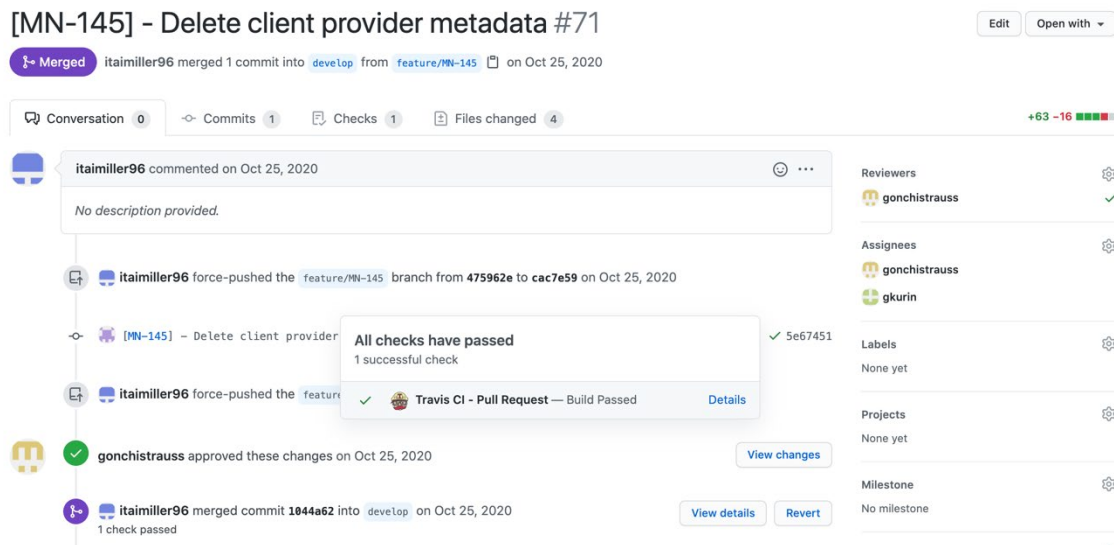 [MN-145] - Delete client provider metadata #71
Edit
Open with
Merged
itaimiller96 merged 1 commit into develop from feature/MN-145 on Oct 25, 2020
Conversation 0
Commits 1
Checks 1
Files changed 4
+63 −16
itaimiller96 commented on Oct 25, 2020
No description provided.
itaimiller96 force-pushed the feature/MN-145 branch from 475962e to cac7e59 on Oct 25, 2020
[MN-145] - Delete client provider
5e67451
All checks have passed
1 successful check
Travis CI - Pull Request — Build Passed
Details
itaimiller96 force-pushed the
gonchistrauss approved these changes on Oct 25, 2020
View changes
itaimiller96 merged commit 1044a62 into develop on Oct 25, 2020
View details
Revert
1 check passed
Reviewers
gonchistrauss
Assignees
gonchistrauss
gkurin
Labels
None yet
Projects
None yet
Milestone
No milestone